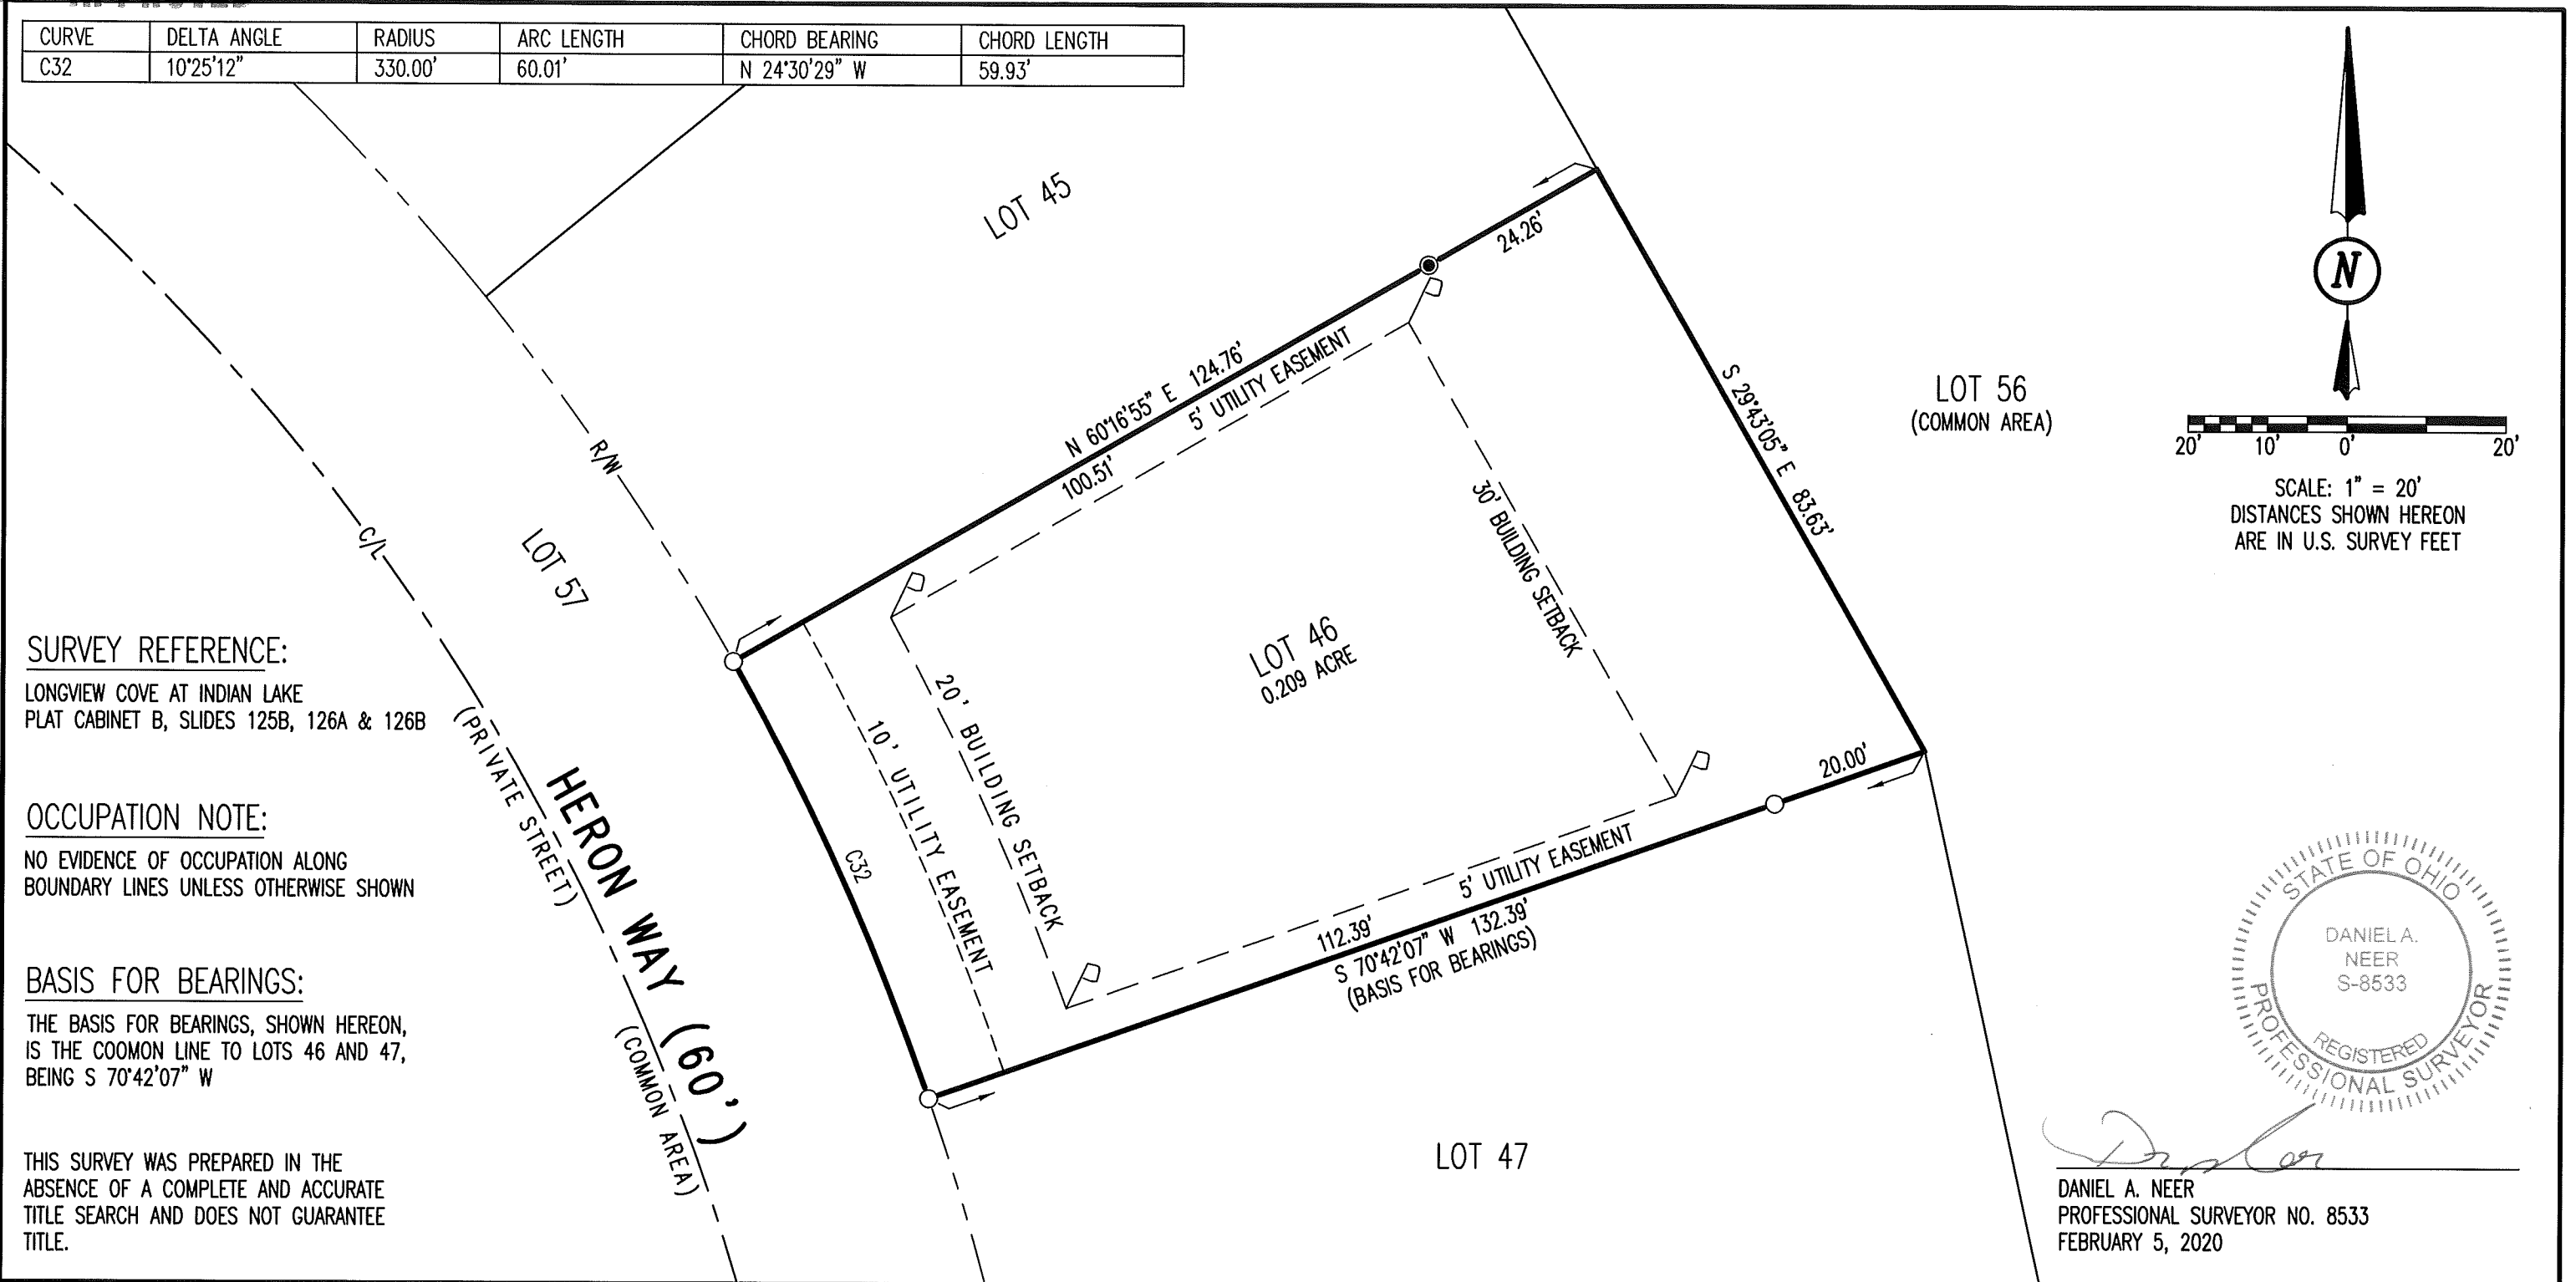 CURVE DELTA ANGLE RADIUS ARC LENGTH CHORD BEARING CHORD LENGTH
C32 10°25'12" 330.00' 60.01' N 24°30'29" W 59.93'
LOT 45
24.26'
N 60°16'55" E 124.76'
100.51'
5' UTILITY EASEMENT
S 29°43'05" E 83.63'
30' BUILDING SETBACK
LOT 56
(COMMON AREA)
N
20' 10' 0' 20'
SCALE: 1" = 20'
DISTANCES SHOWN HEREON
ARE IN U.S. SURVEY FEET
R/W
C/L
LOT 57
LOT 46
0.209 ACRE
20' BUILDING SETBACK
10' UTILITY EASEMENT
C32
HERON WAY (60')
(PRIVATE STREET)
(COMMON AREA)
20.00'
5' UTILITY EASEMENT
112.39'
S 70°42'07" W 132.39'
(BASIS FOR BEARINGS)
LOT 47
SURVEY REFERENCE:
LONGVIEW COVE AT INDIAN LAKE
PLAT CABINET B, SLIDES 125B, 126A & 126B
OCCUPATION NOTE:
NO EVIDENCE OF OCCUPATION ALONG
BOUNDARY LINES UNLESS OTHERWISE SHOWN
BASIS FOR BEARINGS:
THE BASIS FOR BEARINGS, SHOWN HEREON,
IS THE COOMON LINE TO LOTS 46 AND 47,
BEING S 70°42'07" W
THIS SURVEY WAS PREPARED IN THE
ABSENCE OF A COMPLETE AND ACCURATE
TITLE SEARCH AND DOES NOT GUARANTEE
TITLE.
STATE OF OHIO
DANIEL A.
NEER
S-8533
REGISTERED
PROFESSIONAL SURVEYOR
DANIEL A. NEER
PROFESSIONAL SURVEYOR NO. 8533
FEBRUARY 5, 2020